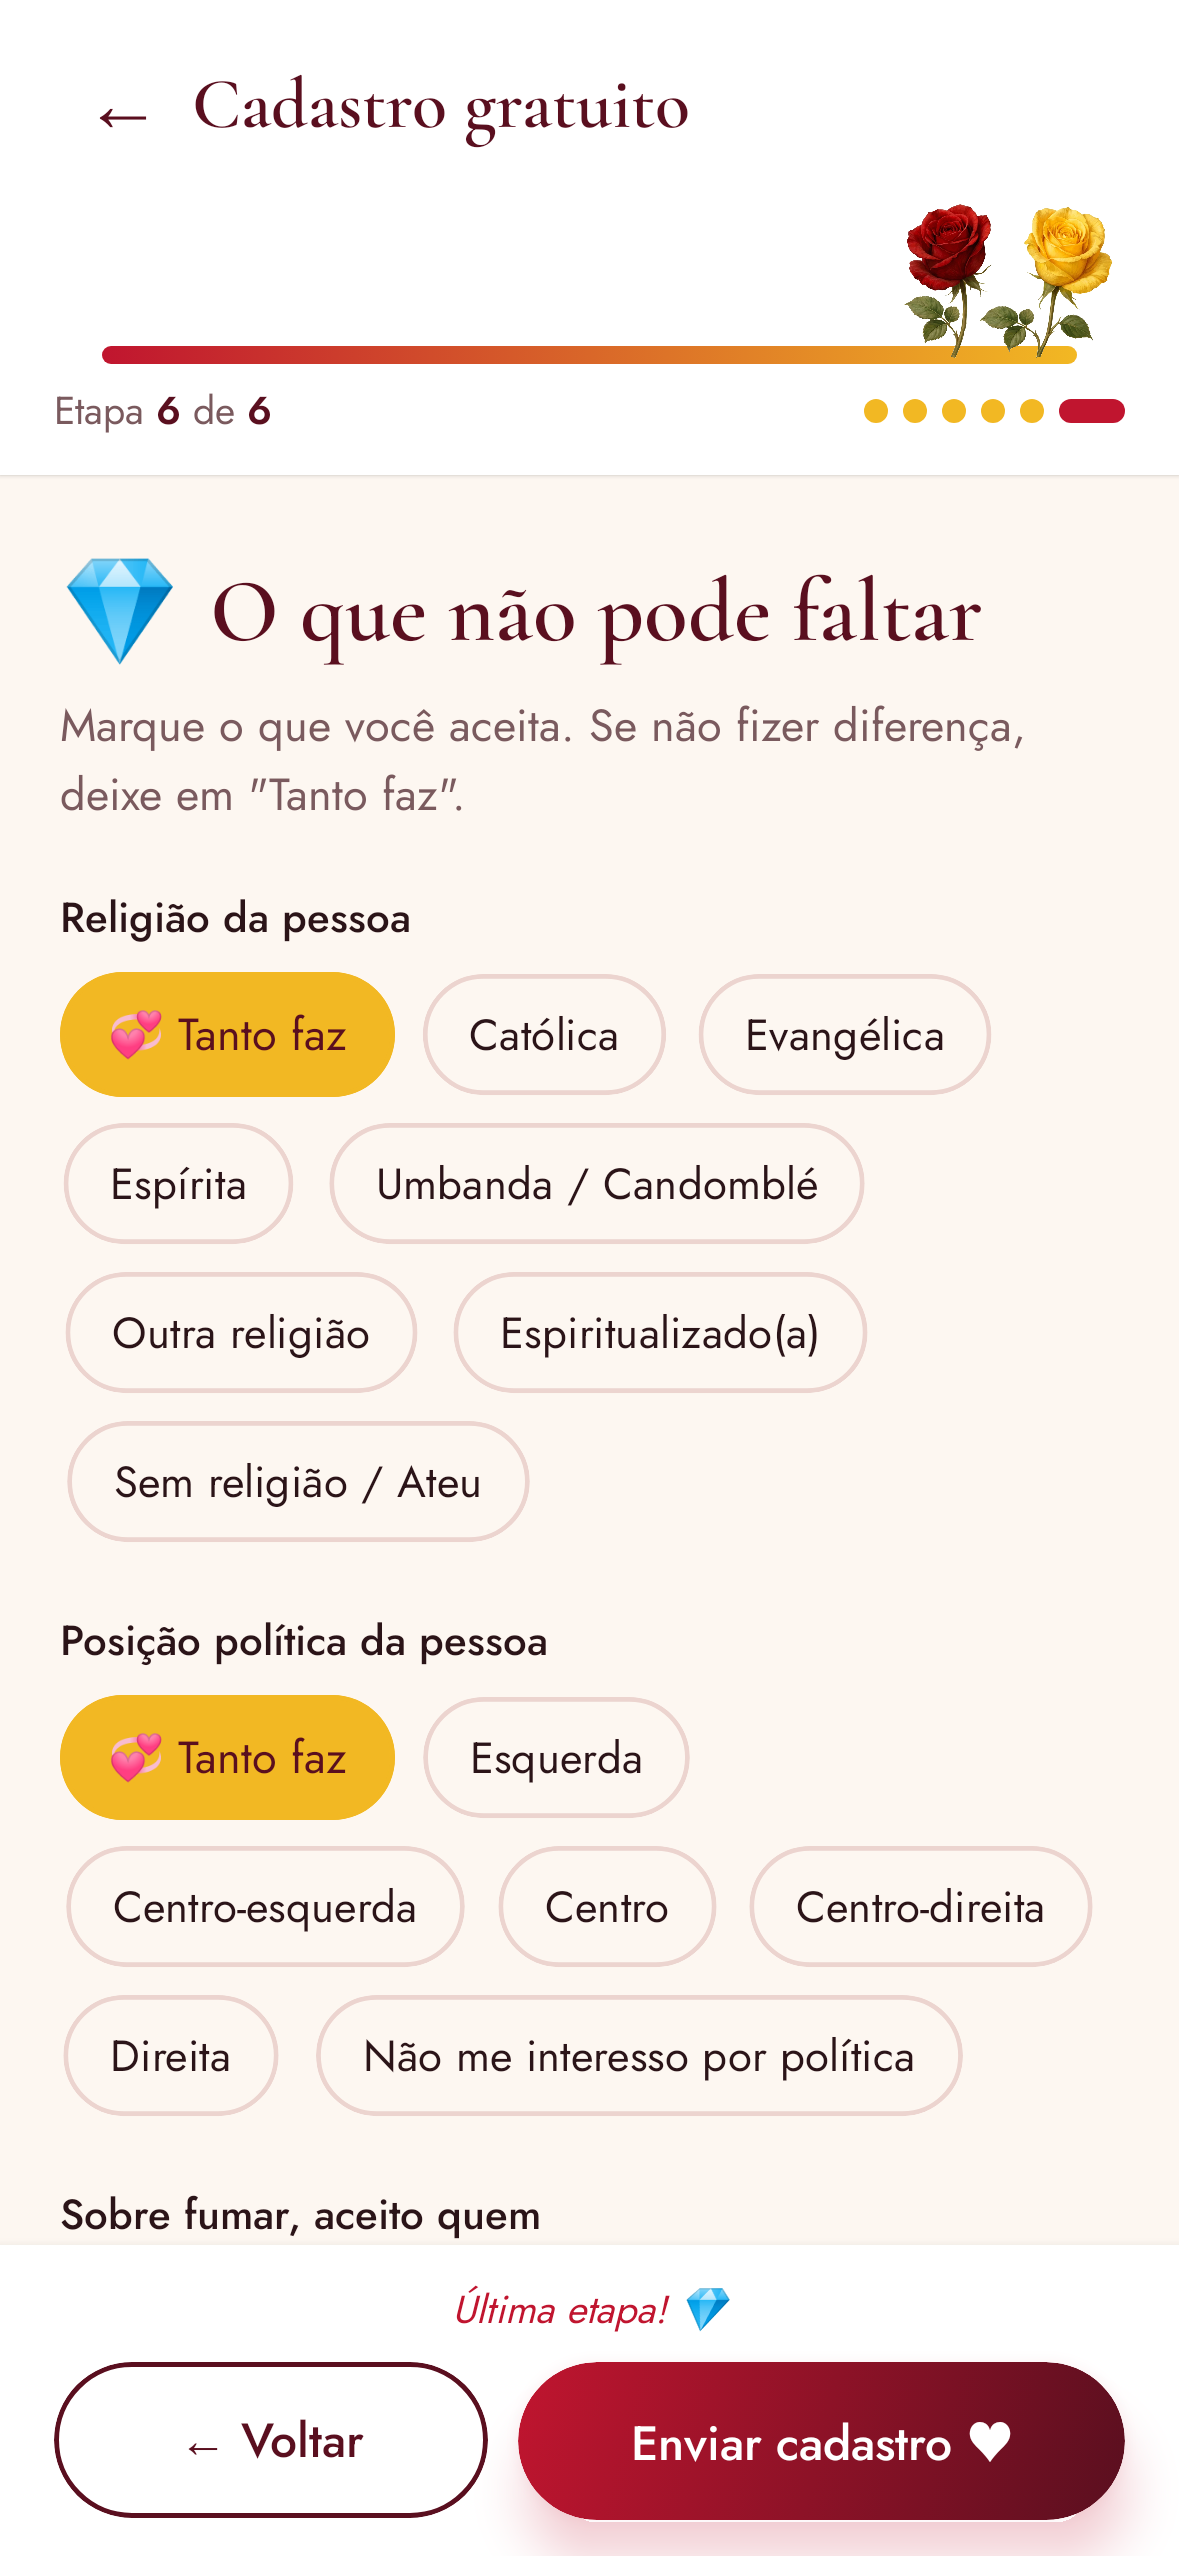 ← Cadastro gratuito
Etapa 6 de 6
💎 O que não pode faltar
Marque o que você aceita. Se não fizer diferença,
deixe em "Tanto faz".
Religião da pessoa
💞 Tanto faz Católica Evangélica
Espírita Umbanda / Candomblé
Outra religião Espiritualizado(a)
Sem religião / Ateu
Posição política da pessoa
💞 Tanto faz Esquerda
Centro-esquerda Centro Centro-direita
Direita Não me interesso por política
Sobre fumar, aceito quem
Última etapa! 💎
← Voltar Enviar cadastro ♥